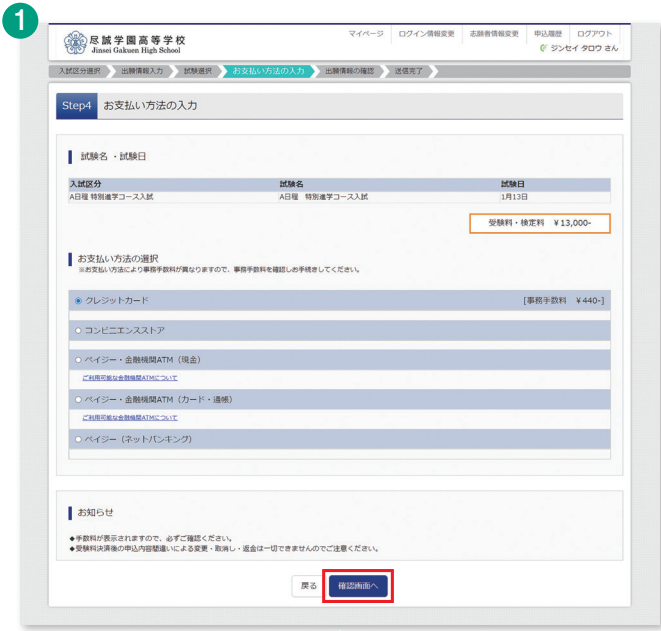 1
尽誠学園高等学校
Jinsei Gakuen High School
マイページ ログイン情報変更 志願者情報変更 申込履歴 ログアウト
ジンセイ タロウ さん
入試区分選択 出願情報入力 試験選択 お支払い方法の入力 出願情報の確認 送信完了
Step4 お支払い方法の入力
試験名・試験日
入試区分 試験名 試験日
A日程 特別進学コース入試 A日程 特別進学コース入試 1月13日
受験料・検定料 ¥13,000-
お支払い方法の選択
※お支払い方法により事務手数料が異なりますので、事務手数料を確認しお手続きしてください。
クレジットカード [事務手数料 ¥440-]
コンビニエンスストア
ペイジー・金融機関ATM（現金）
ご利用可能な金融機関ATMについて
ペイジー・金融機関ATM（カード・通帳）
ご利用可能な金融機関ATMについて
ペイジー（ネットバンキング）
お知らせ
◆手数料が表示されますので、必ずご確認ください。
◆受験料決済後の申込内容間違いによる変更・取消し・返金は一切できませんのでご注意ください。
戻る 確認画面へ